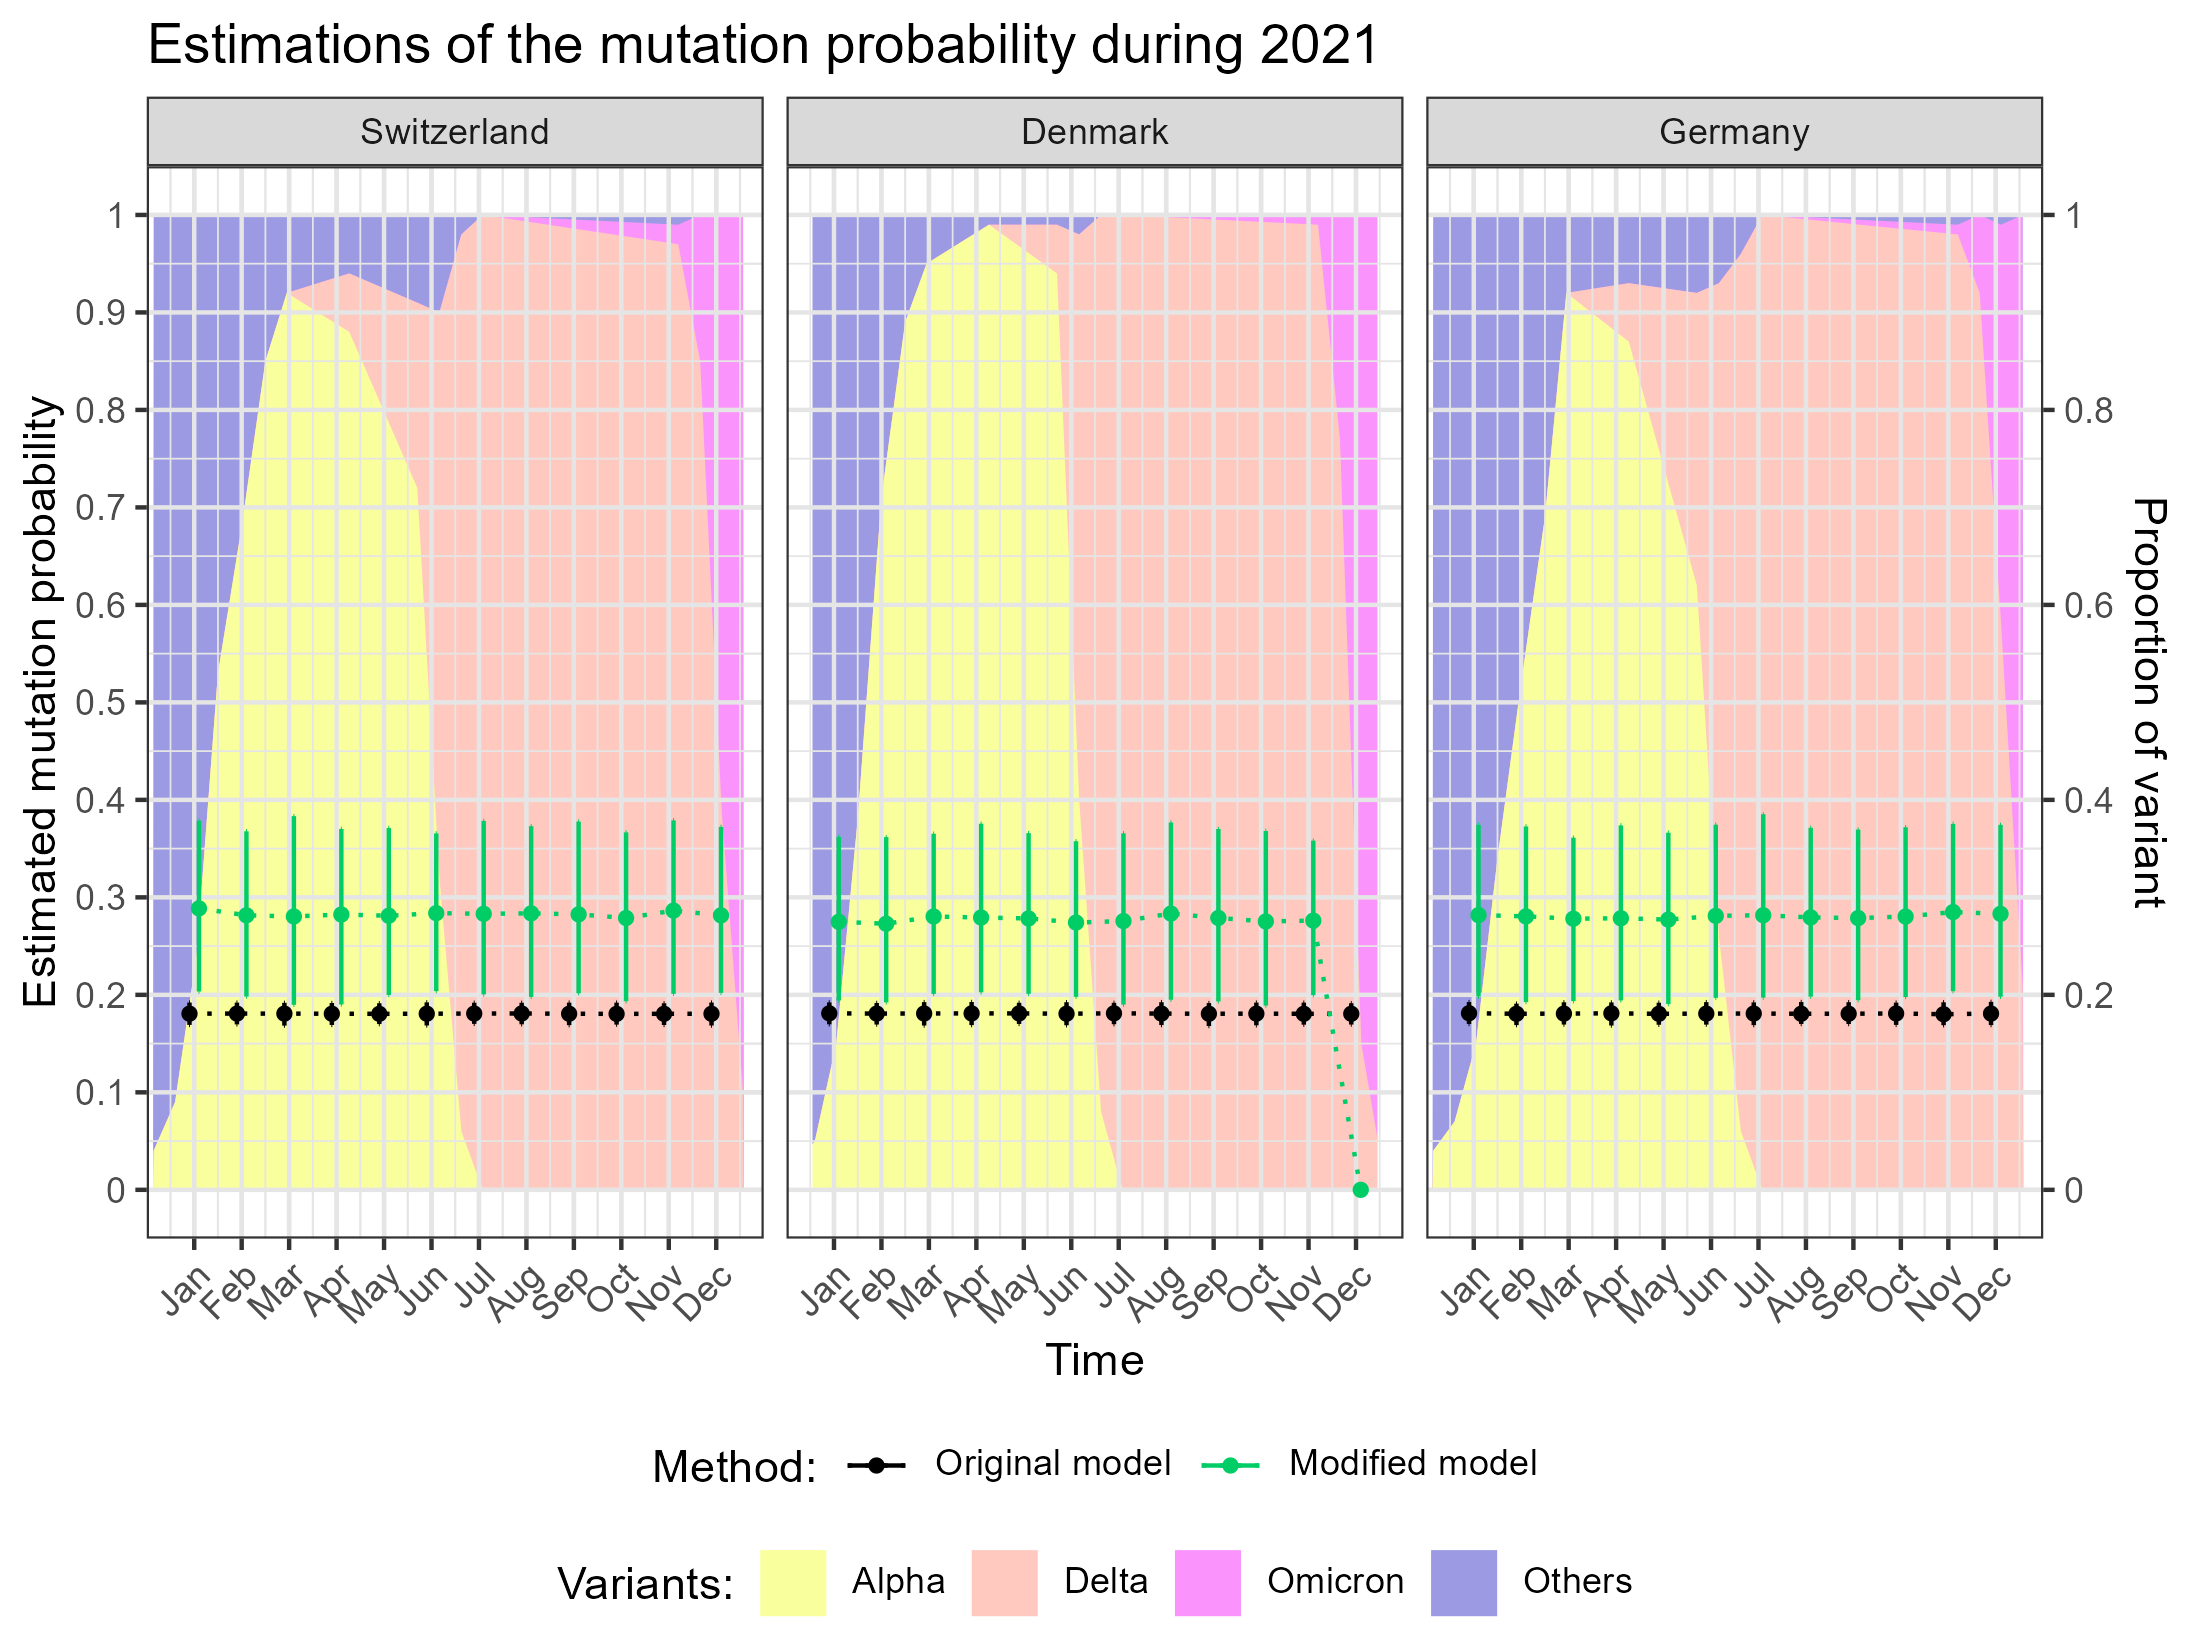 Estimations of the mutation probability during 2021
Switzerland
Denmark
Germany
Estimated mutation probability
1
0.9
0.8
0.7
0.6
0.5
0.4
0.3
0.2
0.1
0
1
0.8
0.6
0.4
0.2
0
Proportion of variant
Jan Feb Mar Apr May Jun Jul Aug Sep Oct Nov Dec
Jan Feb Mar Apr May Jun Jul Aug Sep Oct Nov Dec
Jan Feb Mar Apr May Jun Jul Aug Sep Oct Nov Dec
Time
Method: Original model Modified model
Variants: Alpha Delta Omicron Others